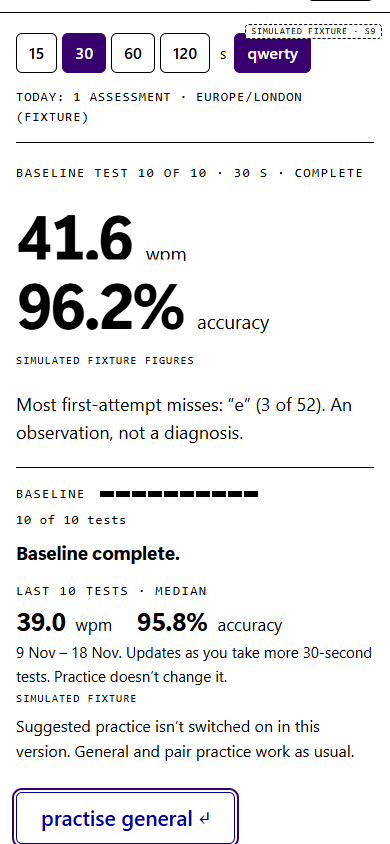 SIMULATED FIXTURE · S9
15 30 60 120 s qwerty
TODAY: 1 ASSESSMENT · EUROPE/LONDON
(FIXTURE)
BASELINE TEST 10 OF 10 · 30 S · COMPLETE
41.6 wpm
96.2% accuracy
SIMULATED FIXTURE FIGURES
Most first-attempt misses: “e” (3 of 52). An
observation, not a diagnosis.
BASELINE
10 of 10 tests
Baseline complete.
LAST 10 TESTS · MEDIAN
39.0 wpm 95.8% accuracy
9 Nov – 18 Nov. Updates as you take more 30-second
tests. Practice doesn’t change it.
SIMULATED FIXTURE
Suggested practice isn’t switched on in this
version. General and pair practice work as usual.
practise general ↵